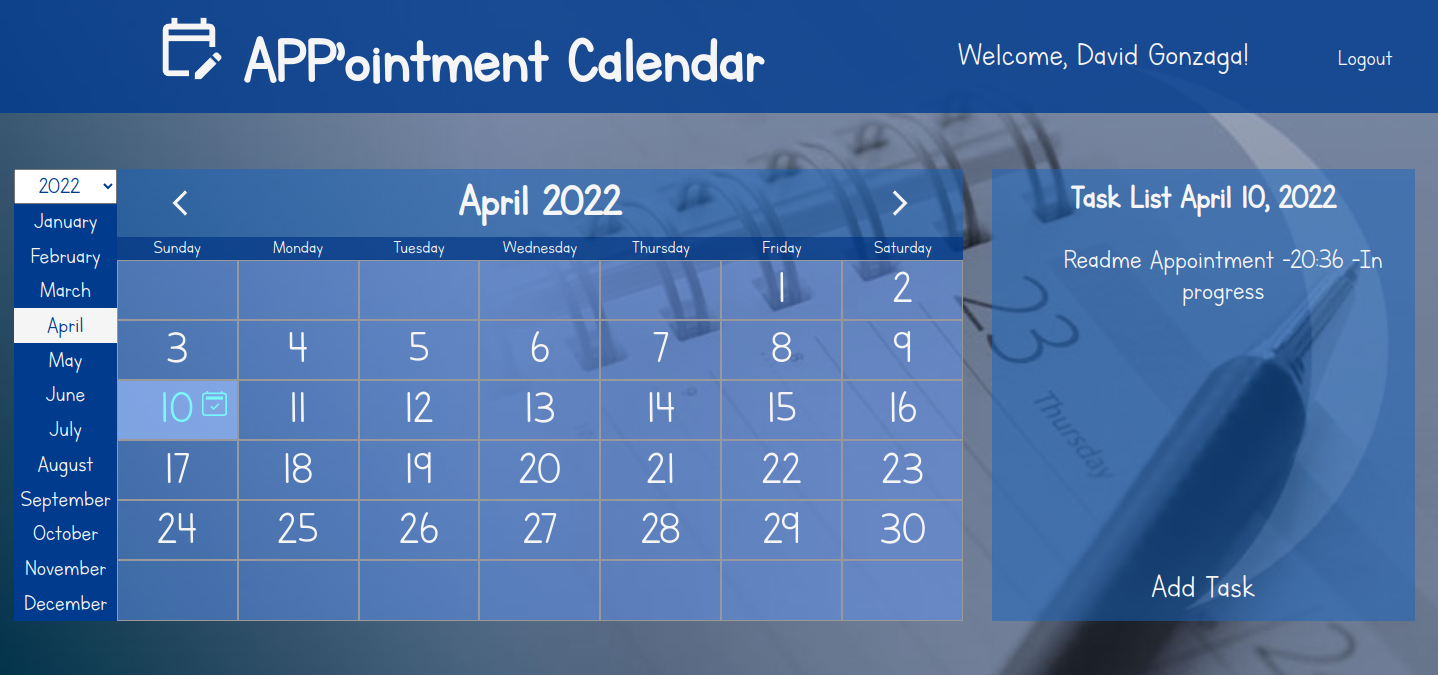 APP'ointment Calendar
Welcome, David Gonzaga!
Logout
2022
January
February
March
April
May
June
July
August
September
October
November
December
April 2022
Sunday Monday Tuesday Wednesday Thursday Friday Saturday
1 2
3 4 5 6 7 8 9
10 11 12 13 14 15 16
17 18 19 20 21 22 23
24 25 26 27 28 29 30
Task List April 10, 2022
Readme Appointment -20:36 -In
progress
Add Task
23
Thursday